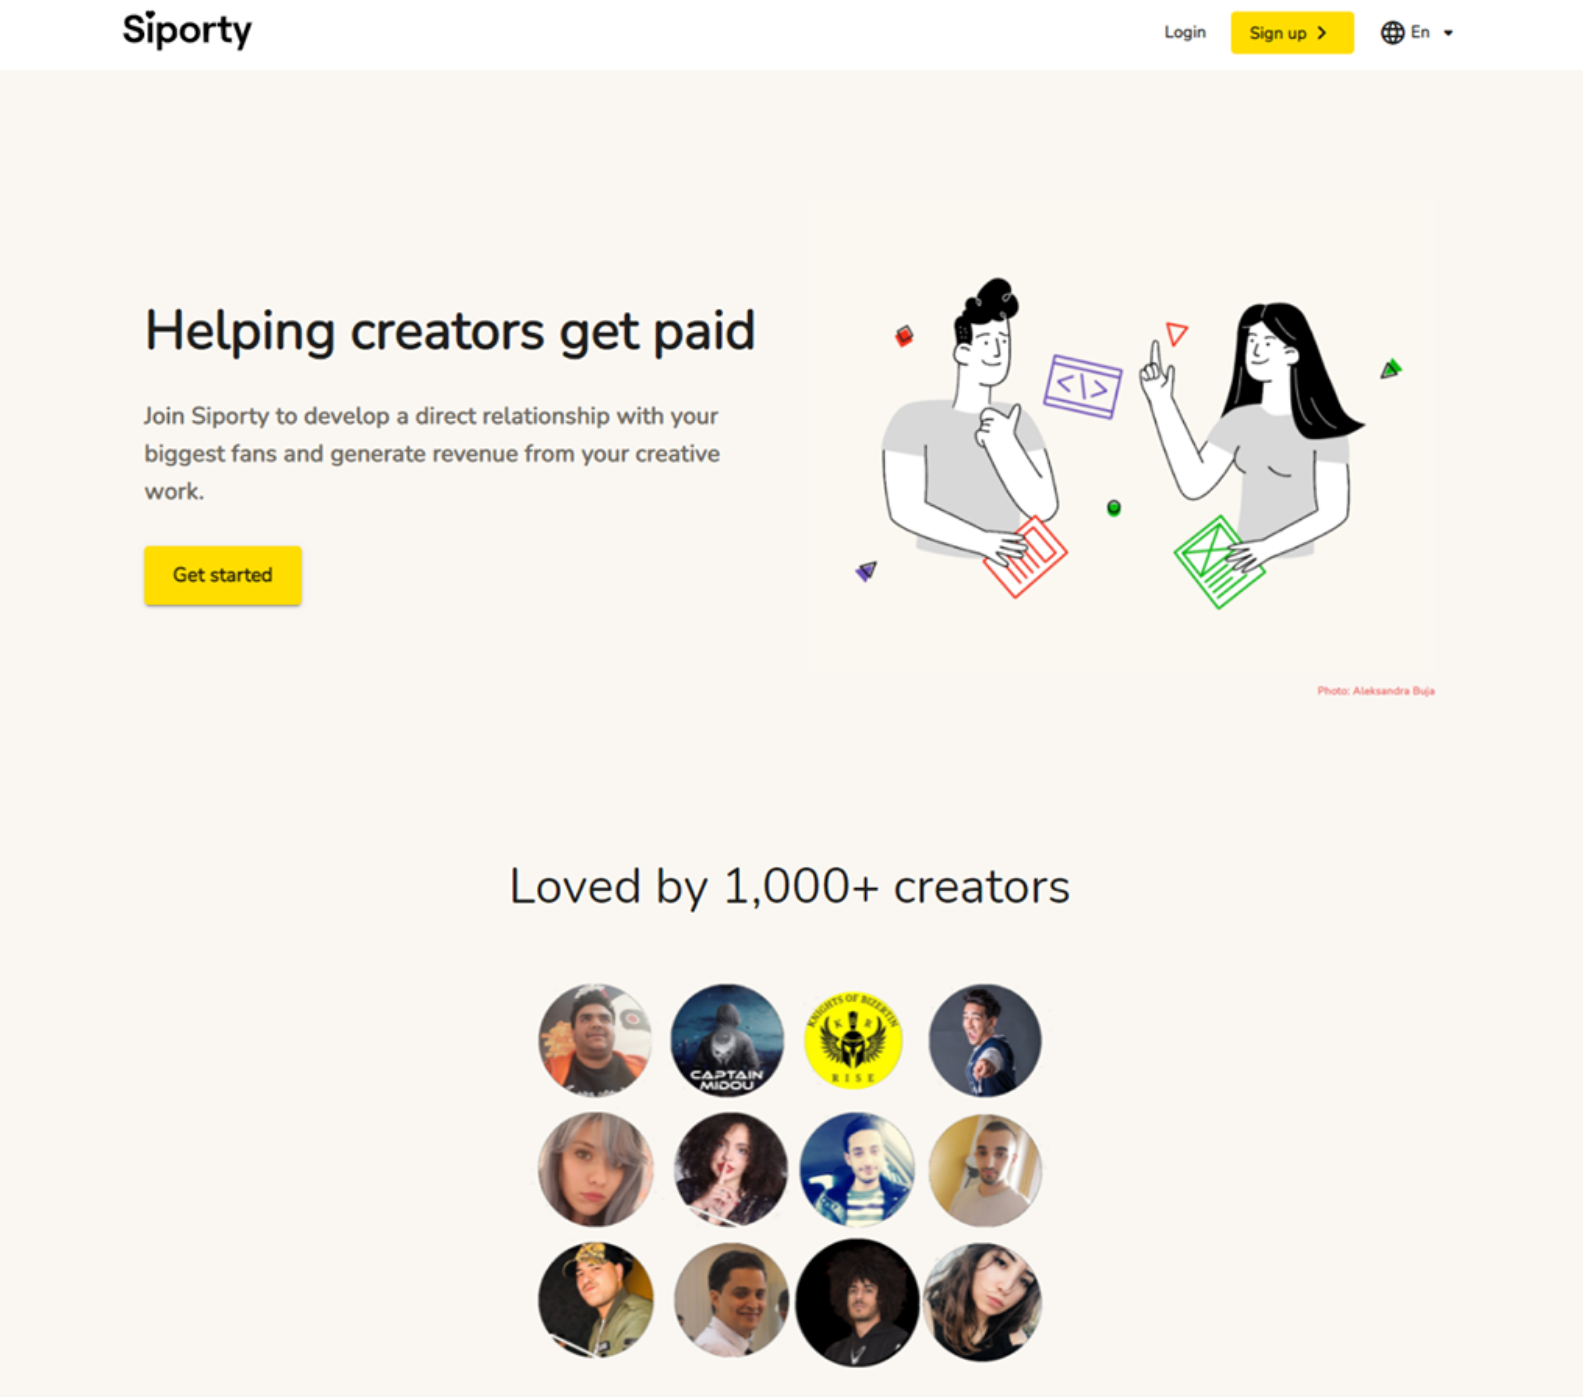 Siporty
Login
Sign up
En
Helping creators get paid
Join Siporty to develop a direct relationship with your
biggest fans and generate revenue from your creative
work.
Get started
</>
Photo: Aleksandra Buja
Loved by 1,000+ creators
CAPTAIN
MIDOU
KNIGHTS OF BIZERTIN
K R
RISE